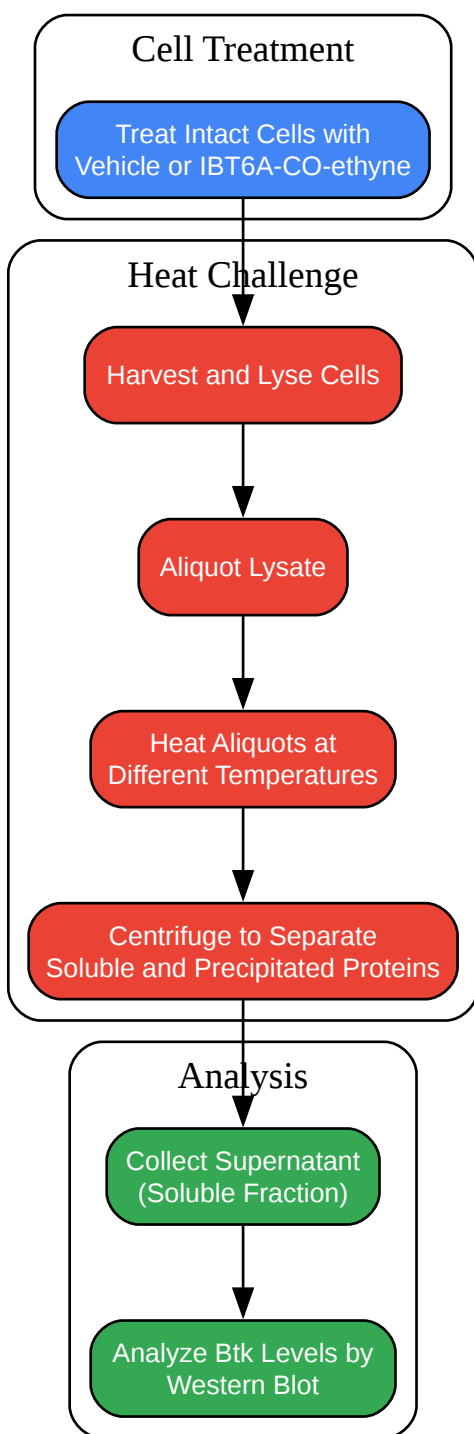 Cell Treatment
Treat Intact Cells with
Vehicle or IBT6A-CO-ethyne
Heat Challenge
Harvest and Lyse Cells
Aliquot Lysate
Heat Aliquots at
Different Temperatures
Centrifuge to Separate
Soluble and Precipitated Proteins
Analysis
Collect Supernatant
(Soluble Fraction)
Analyze Btk Levels by
Western Blot